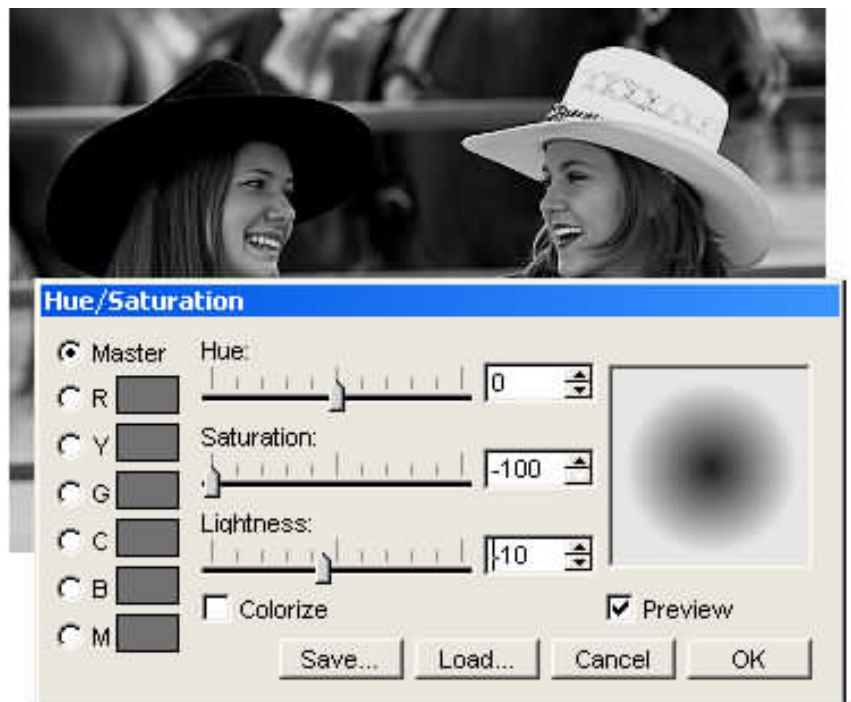 Hue/Saturation
Master
Hue:
0
R
Y
Saturation:
-100
G
C
Lightness:
-10
B
Colorize
Preview
M
Save...
Load...
Cancel
OK